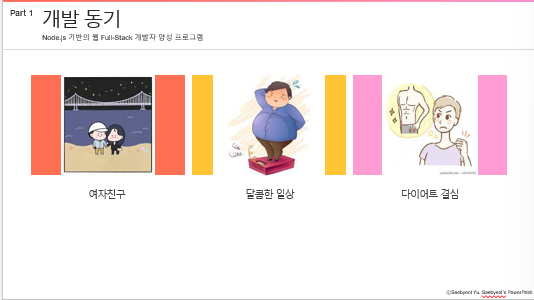 Part 1
개발 동기
Node.js 기반의 웹 Full-Stack 개발자 양성 프로그램
여자친구
달콤한 일상
다이어트 결심
ⓒSaebyeol Yu. Saebyeol's PowerPoint